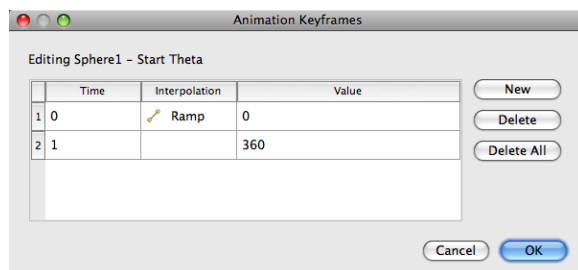 Animation Keyframes
Editing Sphere1 – Start Theta
Time Interpolation Value
1 0 Ramp 0
2 1 360
New
Delete
Delete All
Cancel OK